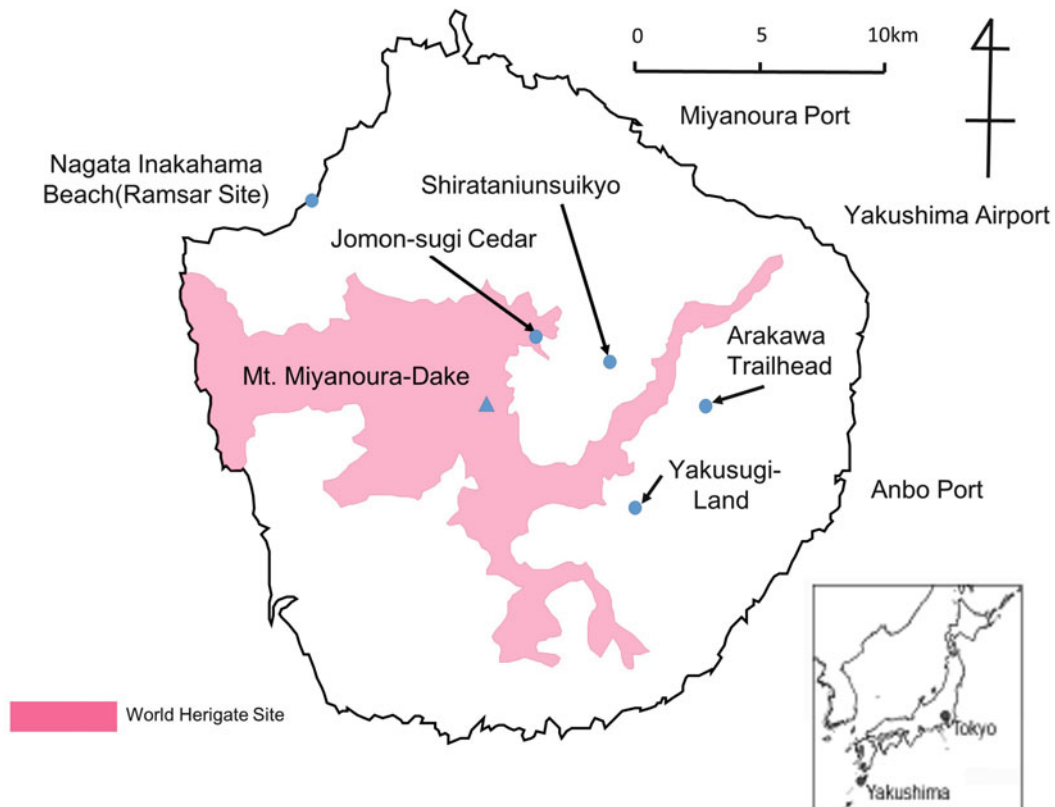 0 5 10km
Miyanoura Port
Nagata Inakahama
Beach(Ramsar Site)
Shirataniunsuikyo
Yakushima Airport
Jomon-sugi Cedar
Arakawa
Trailhead
Mt. Miyanoura-Dake
Yakusugi-
Land
Anbo Port
World Herigate Site
Tokyo
Yakushima